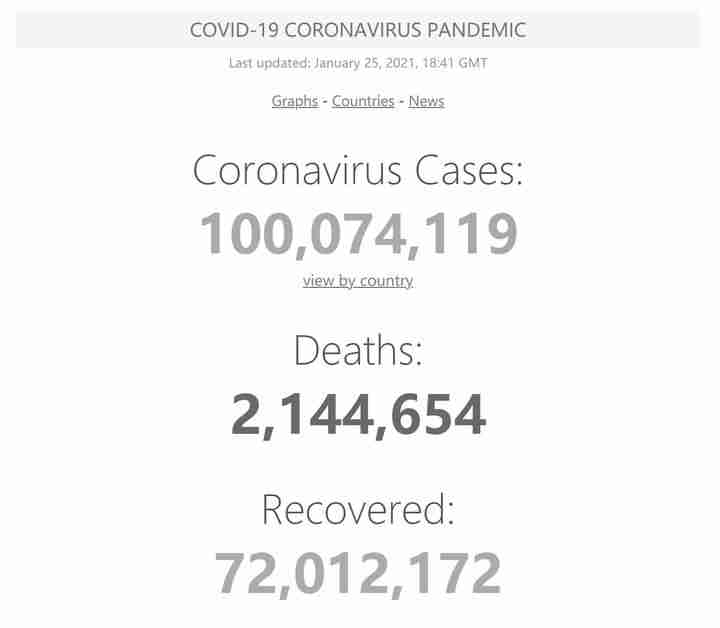 COVID-19 CORONAVIRUS PANDEMIC
Last updated: January 25, 2021, 18:41 GMT
Graphs - Countries - News
Coronavirus Cases:
100,074,119
view by country
Deaths:
2,144,654
Recovered:
72,012,172